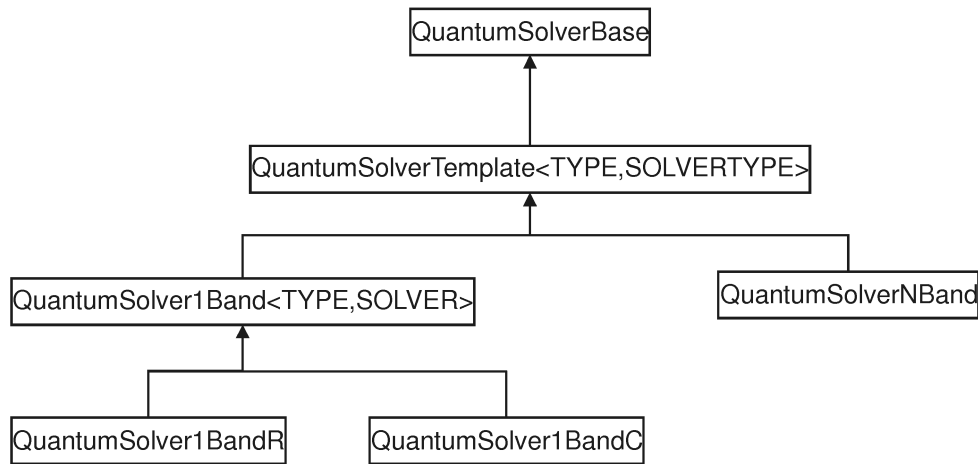 QuantumSolverBase
QuantumSolverTemplate<TYPE,SOLVERTYPE>
QuantumSolver1Band<TYPE,SOLVER>
QuantumSolverNBand
QuantumSolver1BandR
QuantumSolver1BandC